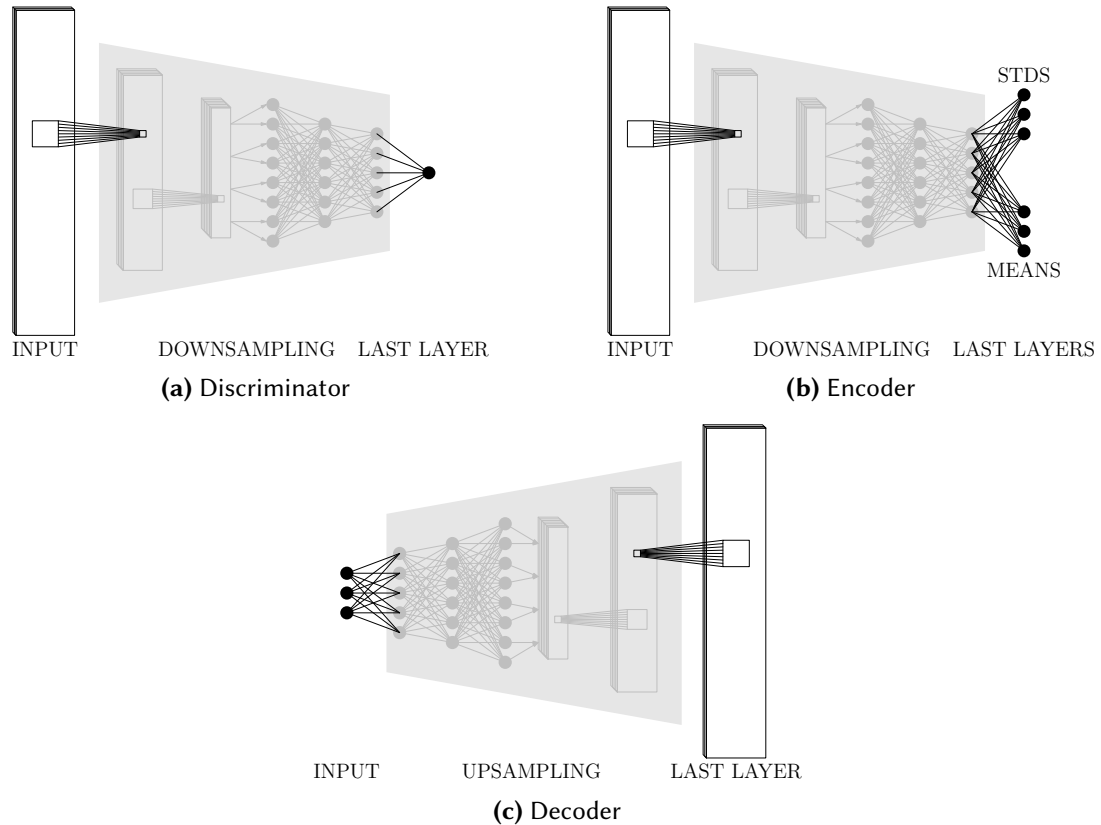 STDS
MEANS
INPUT DOWNSAMPLING LAST LAYER
INPUT DOWNSAMPLING LAST LAYERS
(a) Discriminator
(b) Encoder
INPUT UPSAMPLING LAST LAYER
(c) Decoder